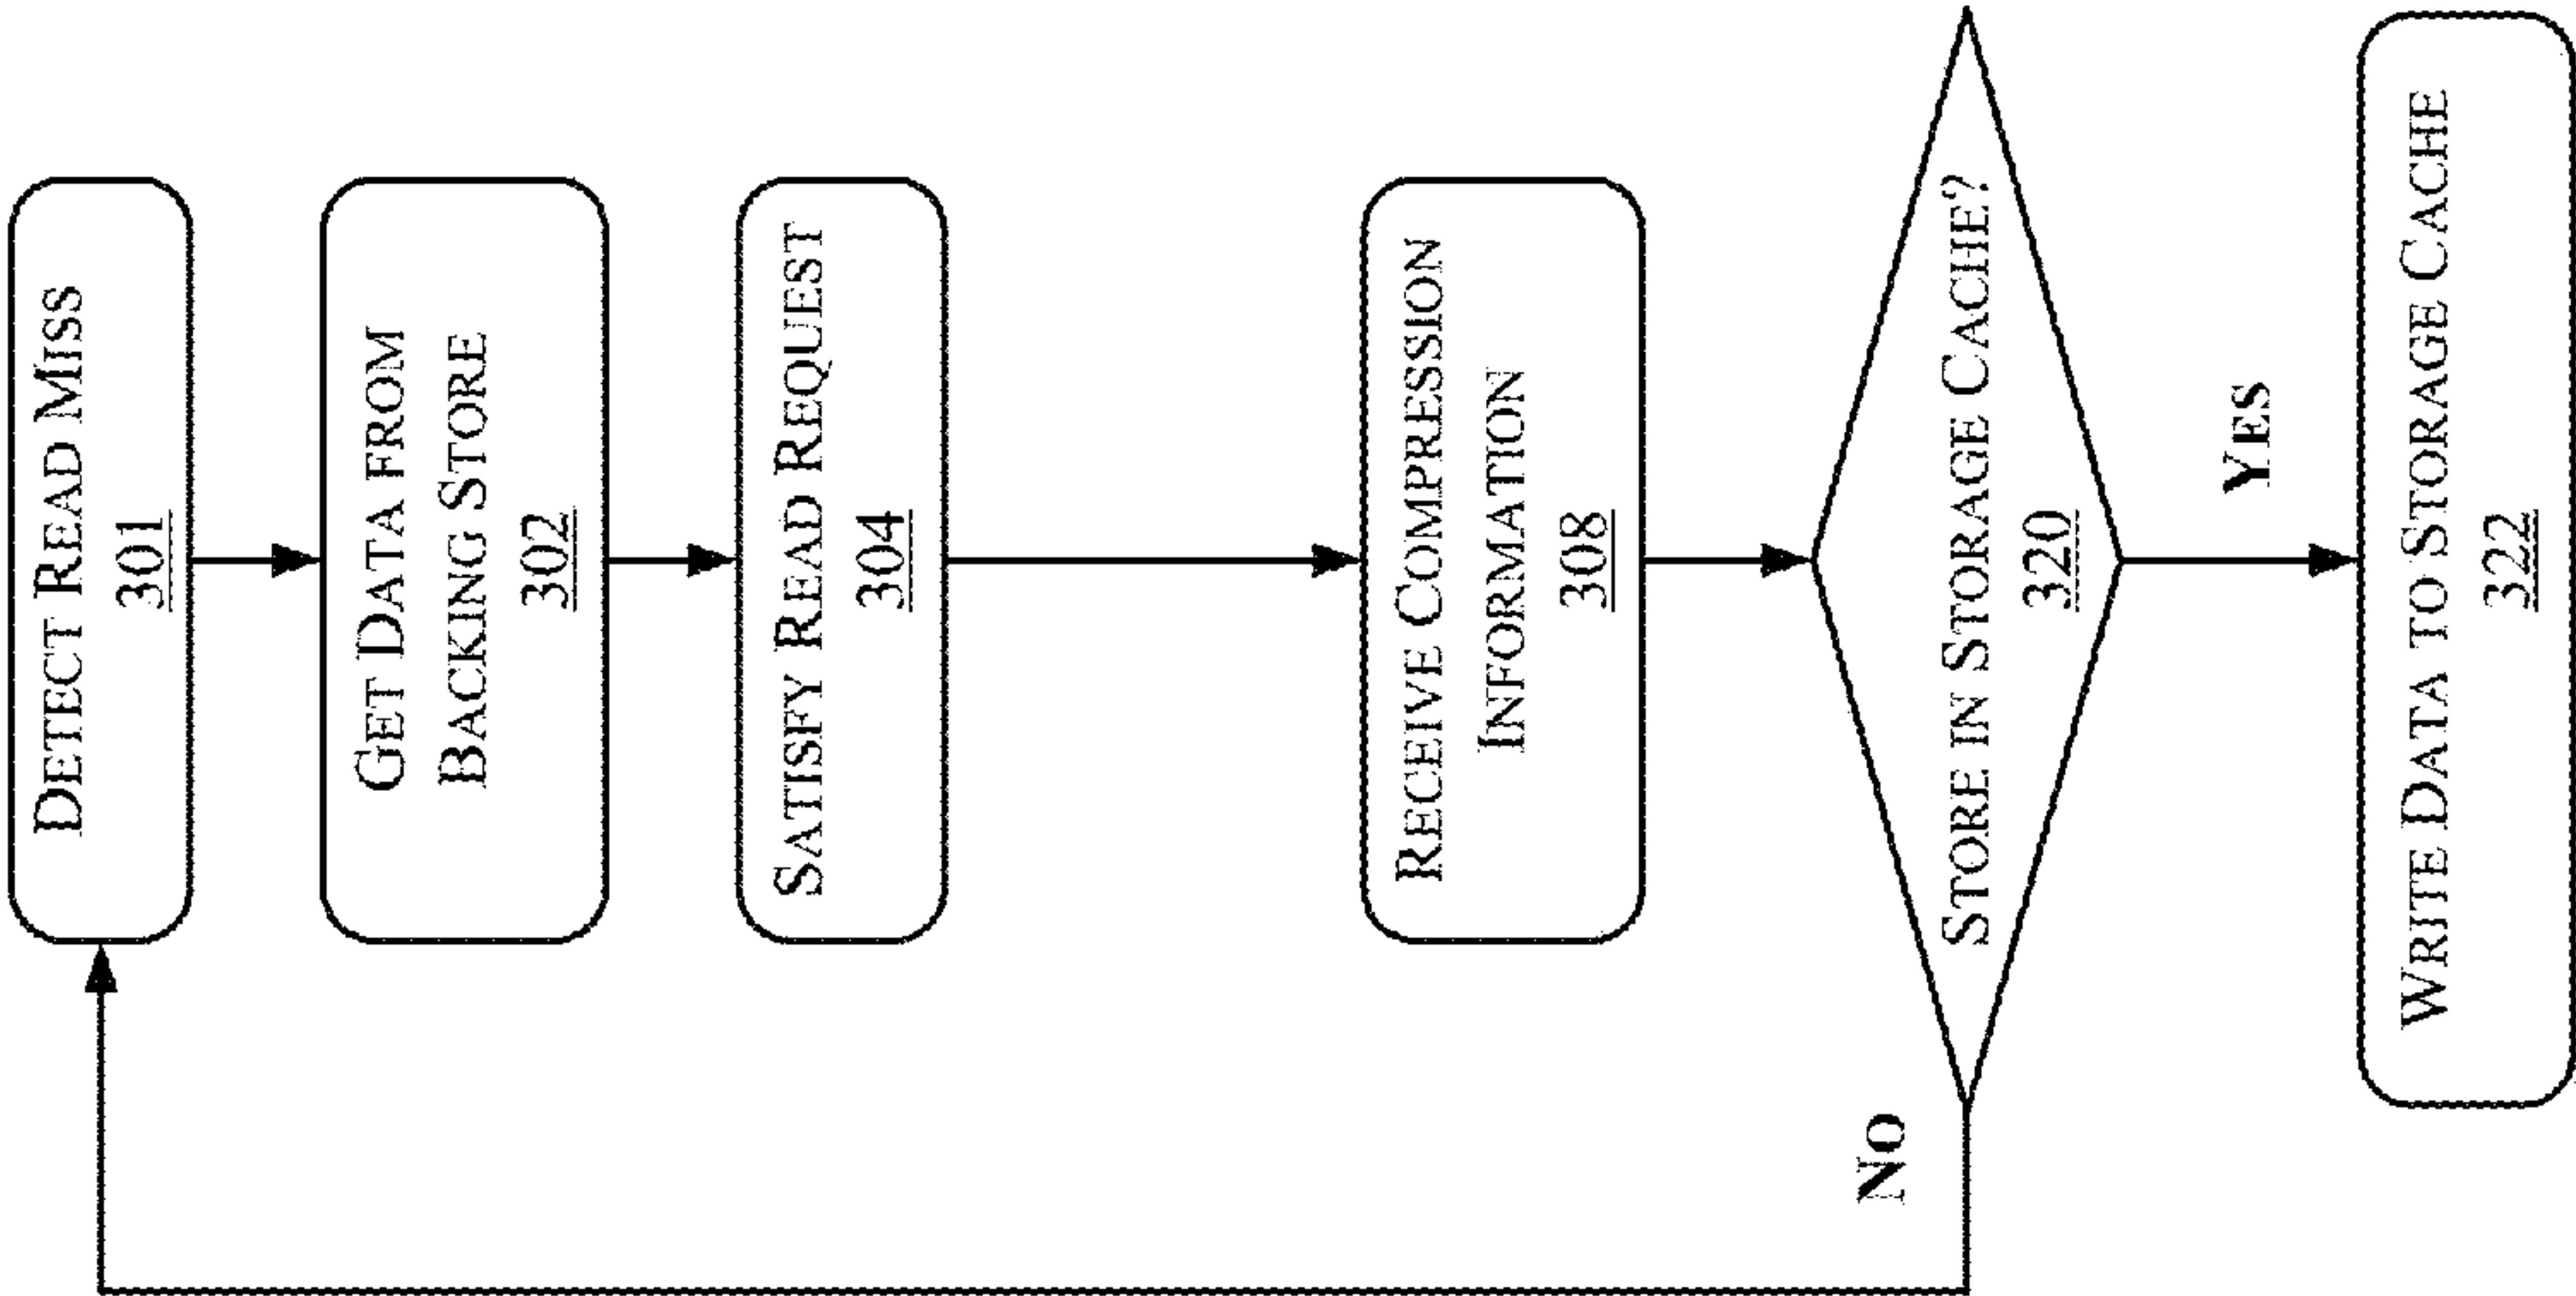 DETECT READ MISS
301
GET DATA FROM
BACKING STORE
302
SATISFY READ REQUEST
304
RECEIVE COMPRESSION
INFORMATION
308
STORE IN STORAGE CACHE?
320
NO
YES
WRITE DATA TO STORAGE CACHE
322